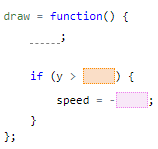 draw = function() {
______;
if (y > ) {
speed = - ;
}
};